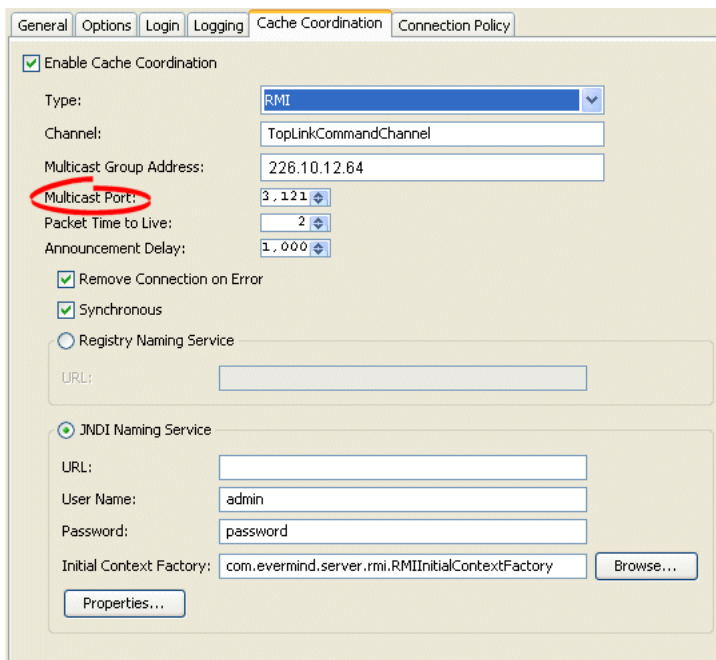 General Options Login Logging Cache Coordination Connection Policy
Enable Cache Coordination
Type: RMI
Channel: TopLinkCommandChannel
Multicast Group Address: 226.10.12.64
Multicast Port: 3,121
Packet Time to Live: 2
Announcement Delay: 1,000
Remove Connection on Error
Synchronous
Registry Naming Service
URL:
JNDI Naming Service
URL:
User Name: admin
Password: password
Initial Context Factory: com.evermind.server.rmi.RMIInitialContextFactory Browse...
Properties...